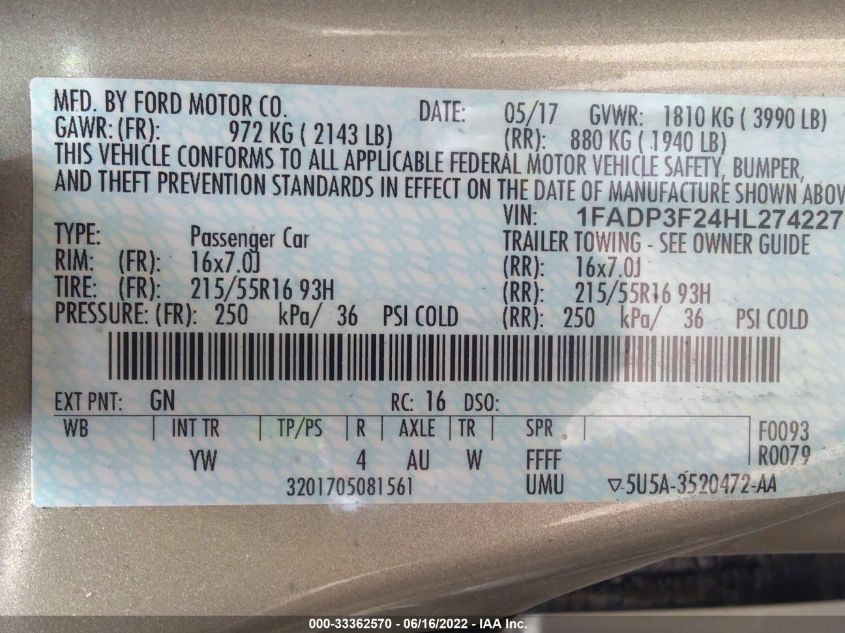 MFD. BY FORD MOTOR CO. DATE: 05/17 GVWR: 1810 KG ( 3990 LB)
GAWR: (FR): 972 KG ( 2143 LB) (RR): 880 KG ( 1940 LB)
THIS VEHICLE CONFORMS TO ALL APPLICABLE FEDERAL MOTOR VEHICLE SAFETY, BUMPER,
AND THEFT PREVENTION STANDARDS IN EFFECT ON THE DATE OF MANUFACTURE SHOWN ABOV
VIN: 1FADP3F24HL274227
TYPE: Passenger Car TRAILER TOWING - SEE OWNER GUIDE
RIM: (FR): 16x7.0J (RR): 16x7.0J
TIRE: (FR): 215/55R16 93H (RR): 215/55R16 93H
PRESSURE: (FR): 250 kPa/ 36 PSI COLD (RR): 250 kPa/ 36 PSI COLD
EXT PNT: GN RC: 16 DSO:
WB INT TR TP/PS R AXLE TR SPR F0093
YW 4 AU W FFFF R0079
3201705081561 UMU ▽5U5A-3520472-AA
000-33362570 - 06/16/2022 - IAA Inc.